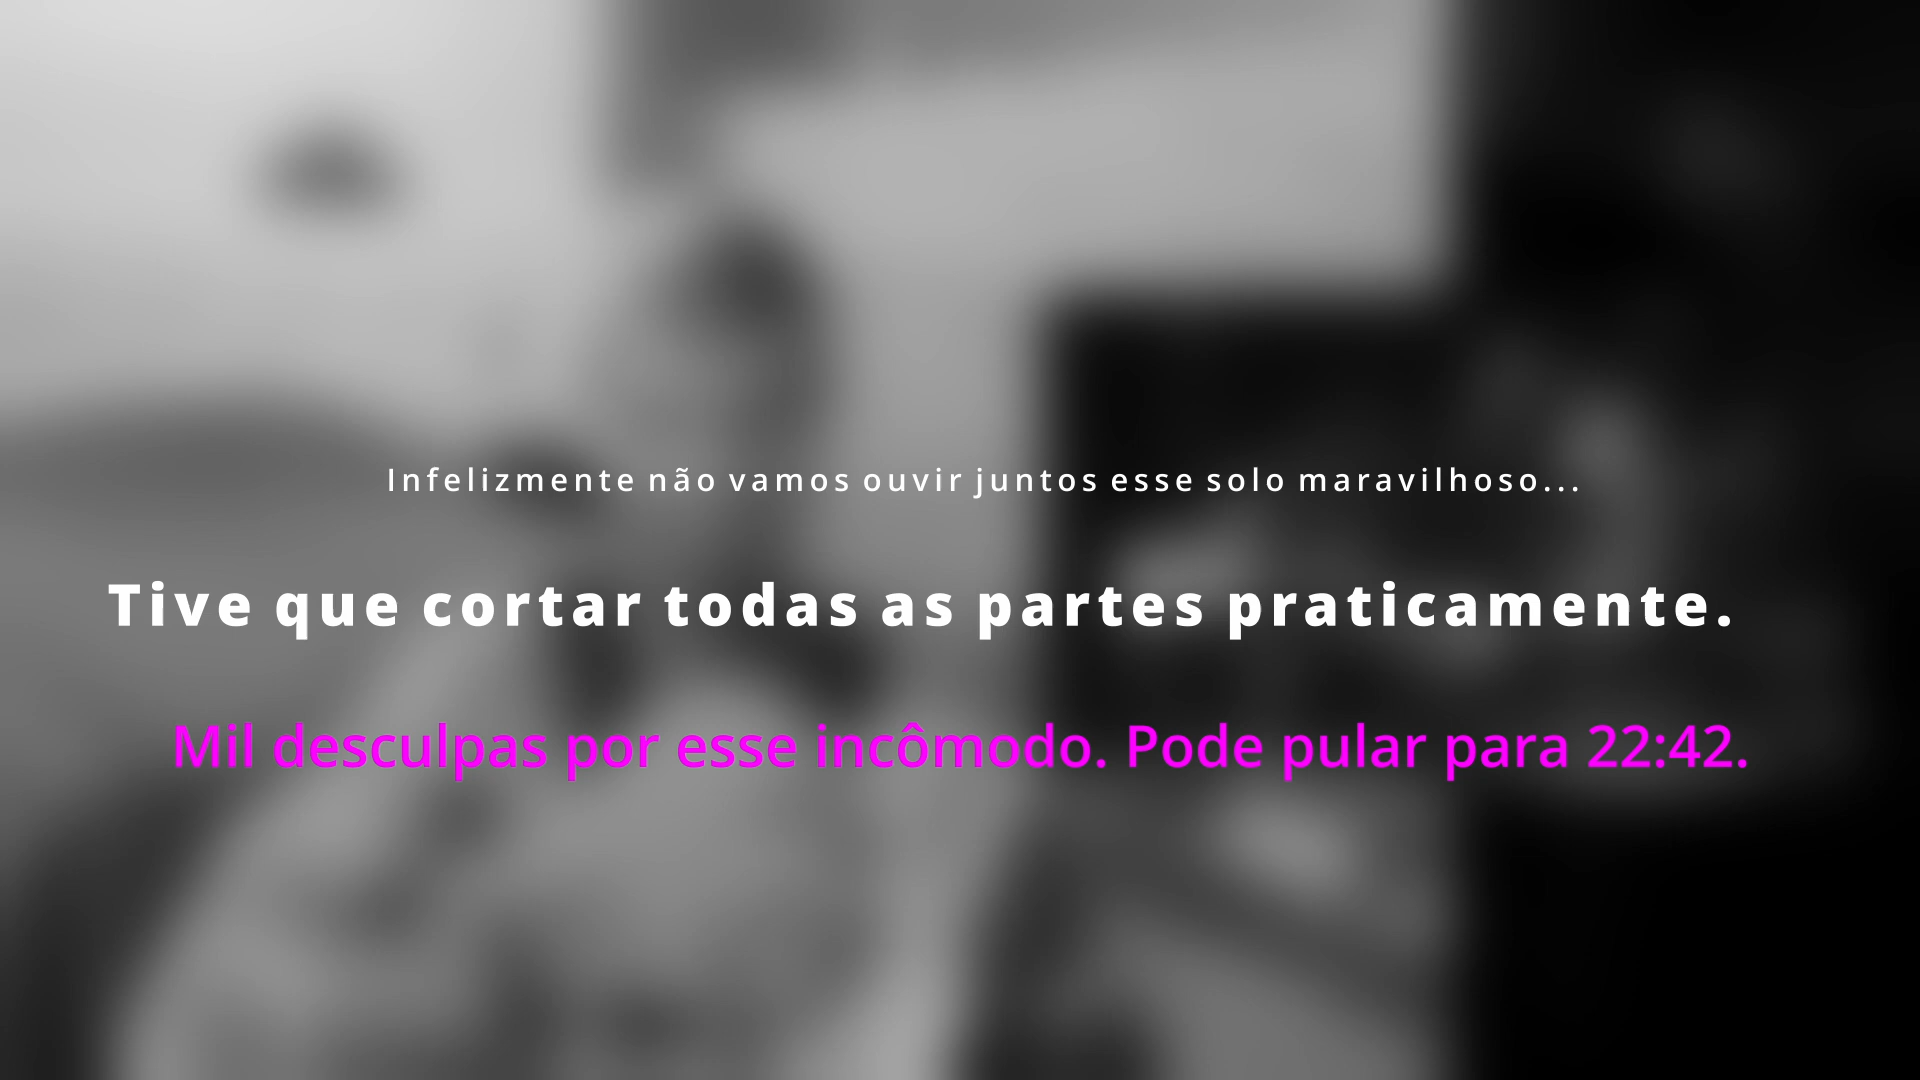 Infelizmente não vamos ouvir juntos esse solo maravilhoso...
Tive que cortar todas as partes praticamente.
Mil desculpas por esse incômodo. Pode pular para 22:42.